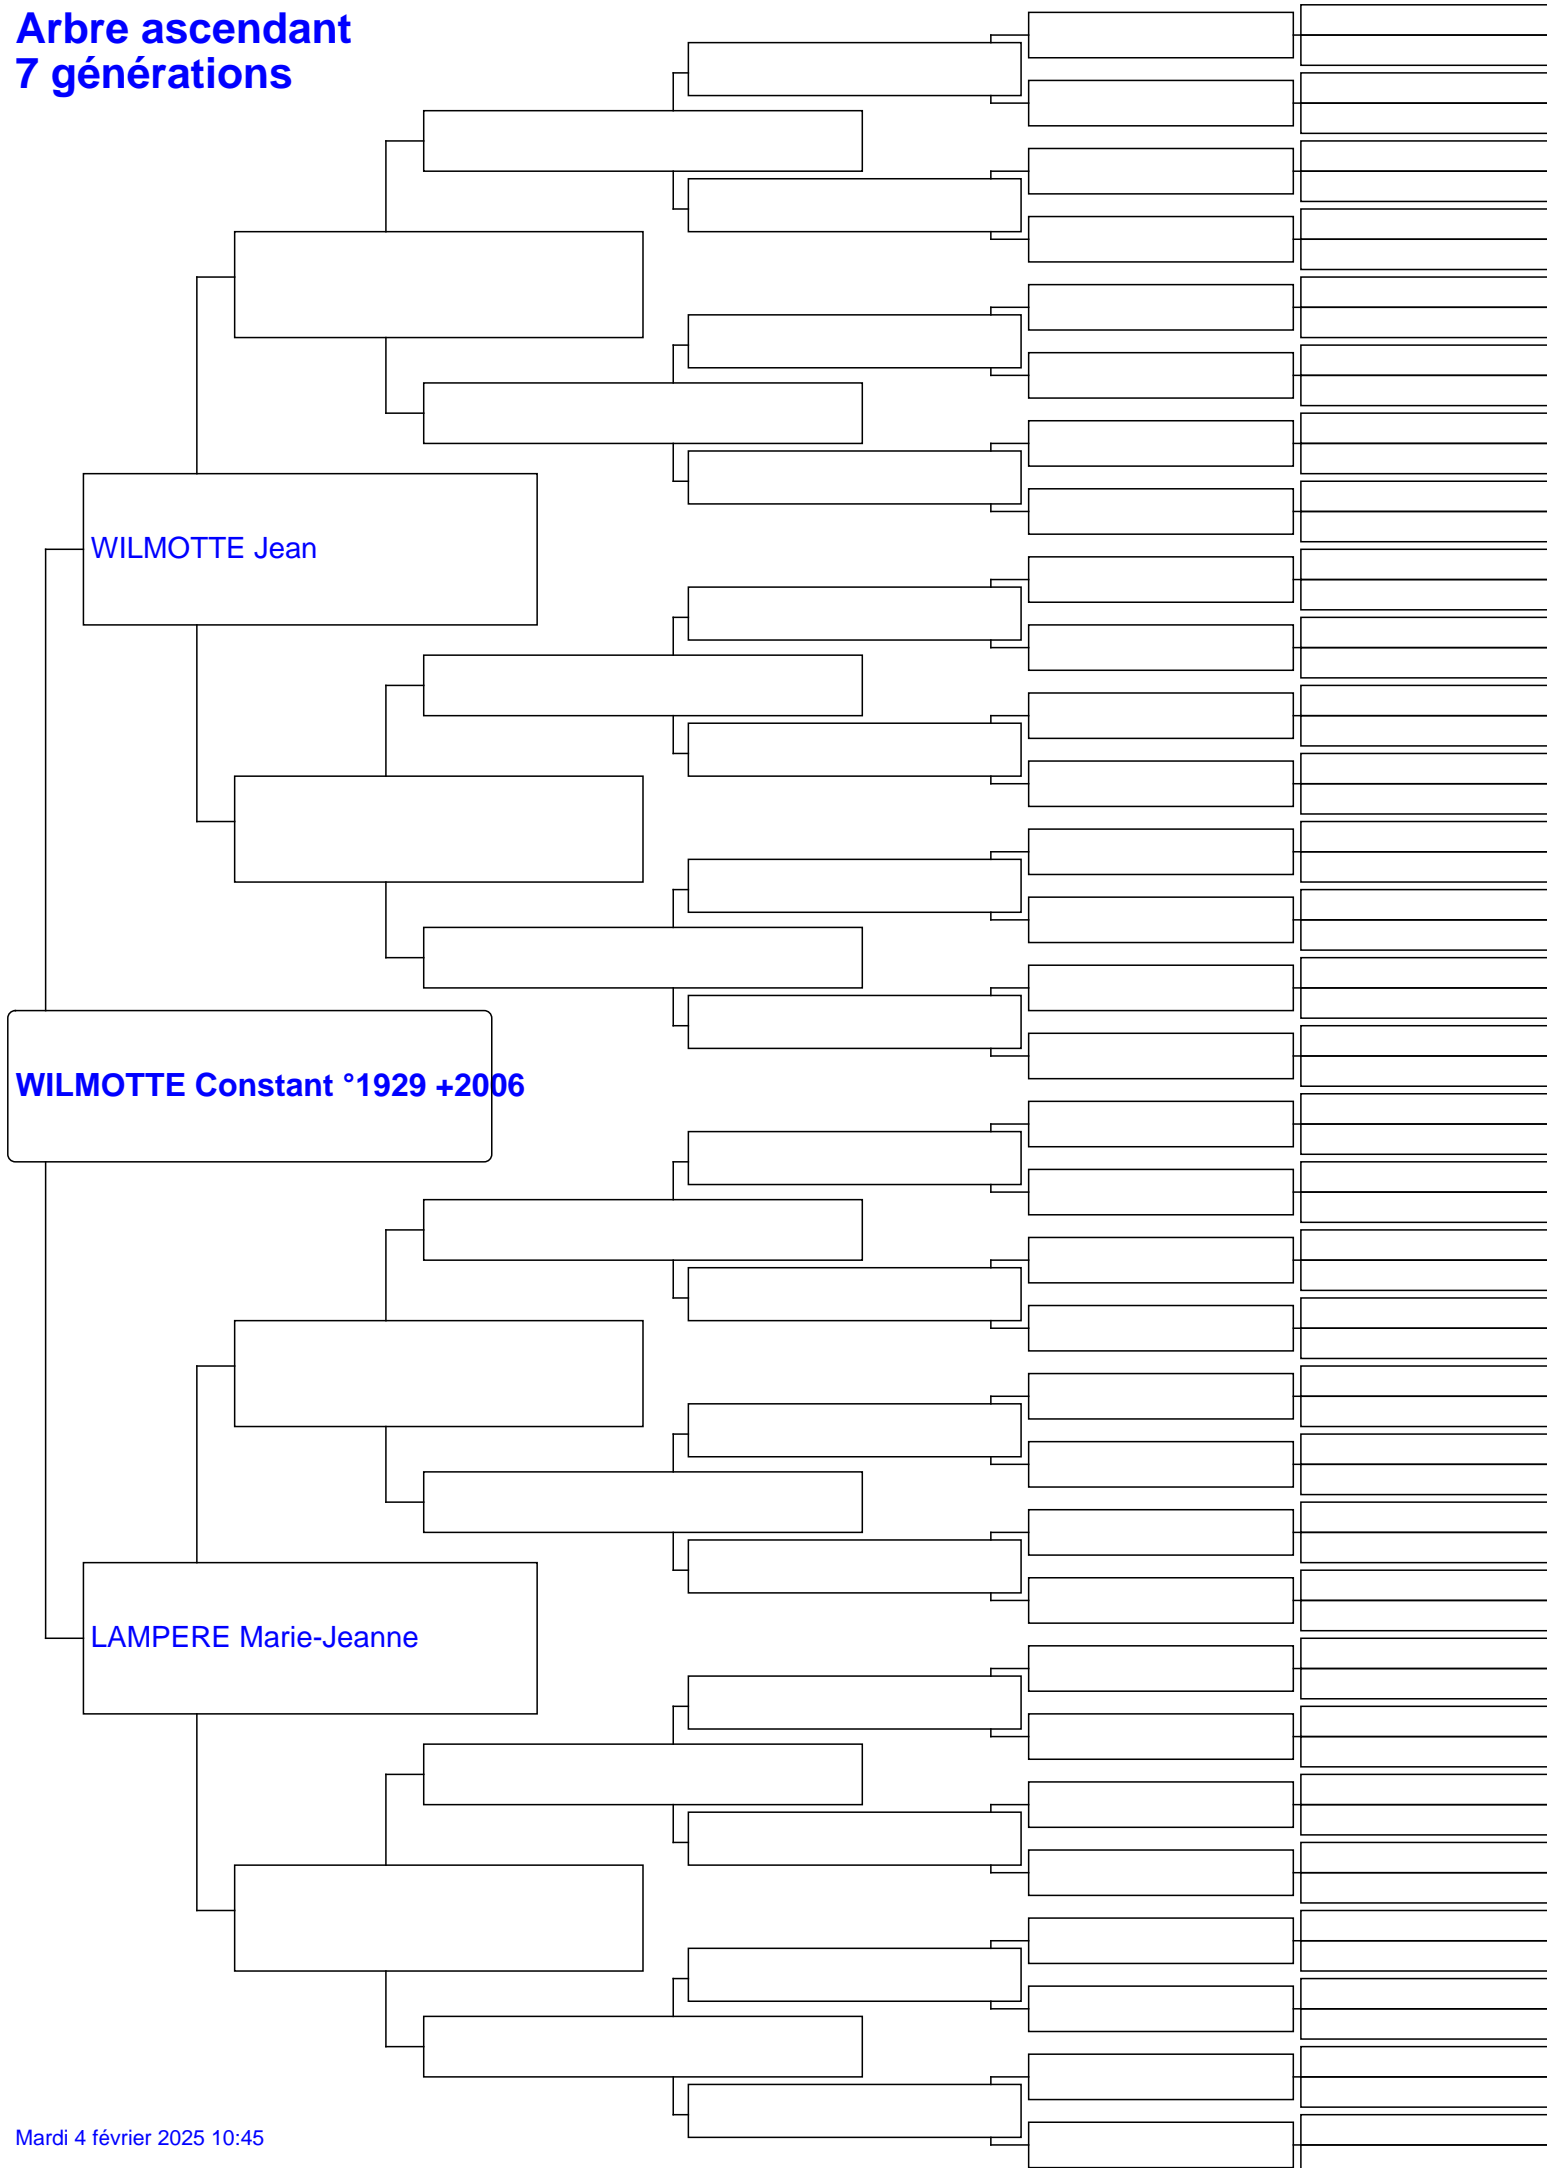 Arbre ascendant
7 générations
WILMOTTE Jean
WILMOTTE Constant °1929 +2006
LAMPERE Marie-Jeanne
Mardi 4 février 2025 10:45